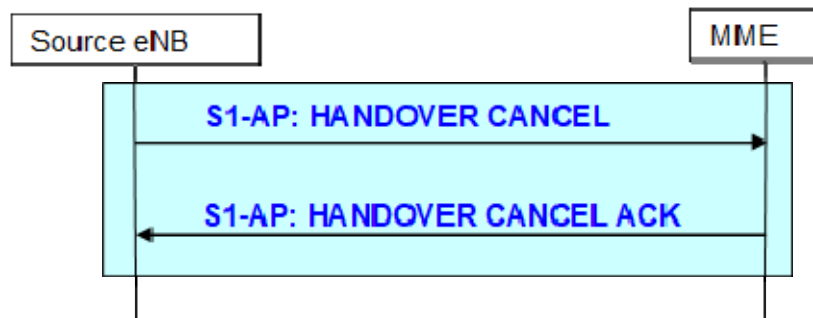 Source eNB
MME
S1-AP: HANDOVER CANCEL
S1-AP: HANDOVER CANCEL ACK